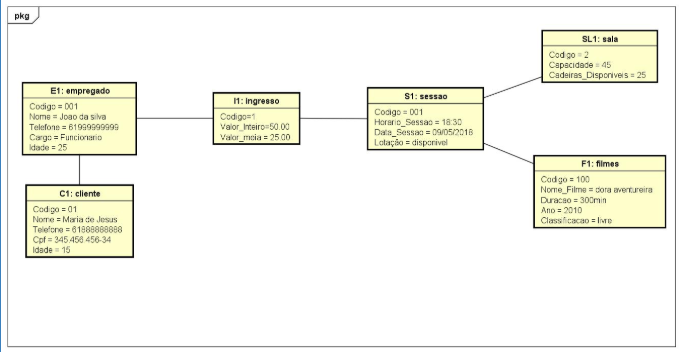 pkg
E1: empregado
Codigo = 001
Nome = Joao da silva
Telefone = 61999999999
Cargo = Funcionario
Idade = 25
C1: cliente
Codigo = 01
Nome = Maria de Jesus
Telefone = 61888888888
Cpf = 345.456.456-34
Idade = 15
I1: ingresso
Codigo=1
Valor_Inteiro=50.00
Valor_meia = 25.00
S1: sessao
Codigo = 001
Horario_Sessao = 18:30
Data_Sessao = 09/05/2018
Lotação = disponivel
SL1: sala
Codigo = 2
Capacidade = 45
Cadeiras_Disponiveis = 25
F1: filmes
Codigo = 100
Nome_Filme = dora aventureira
Duracao = 300min
Ano = 2010
Classificacao = livre